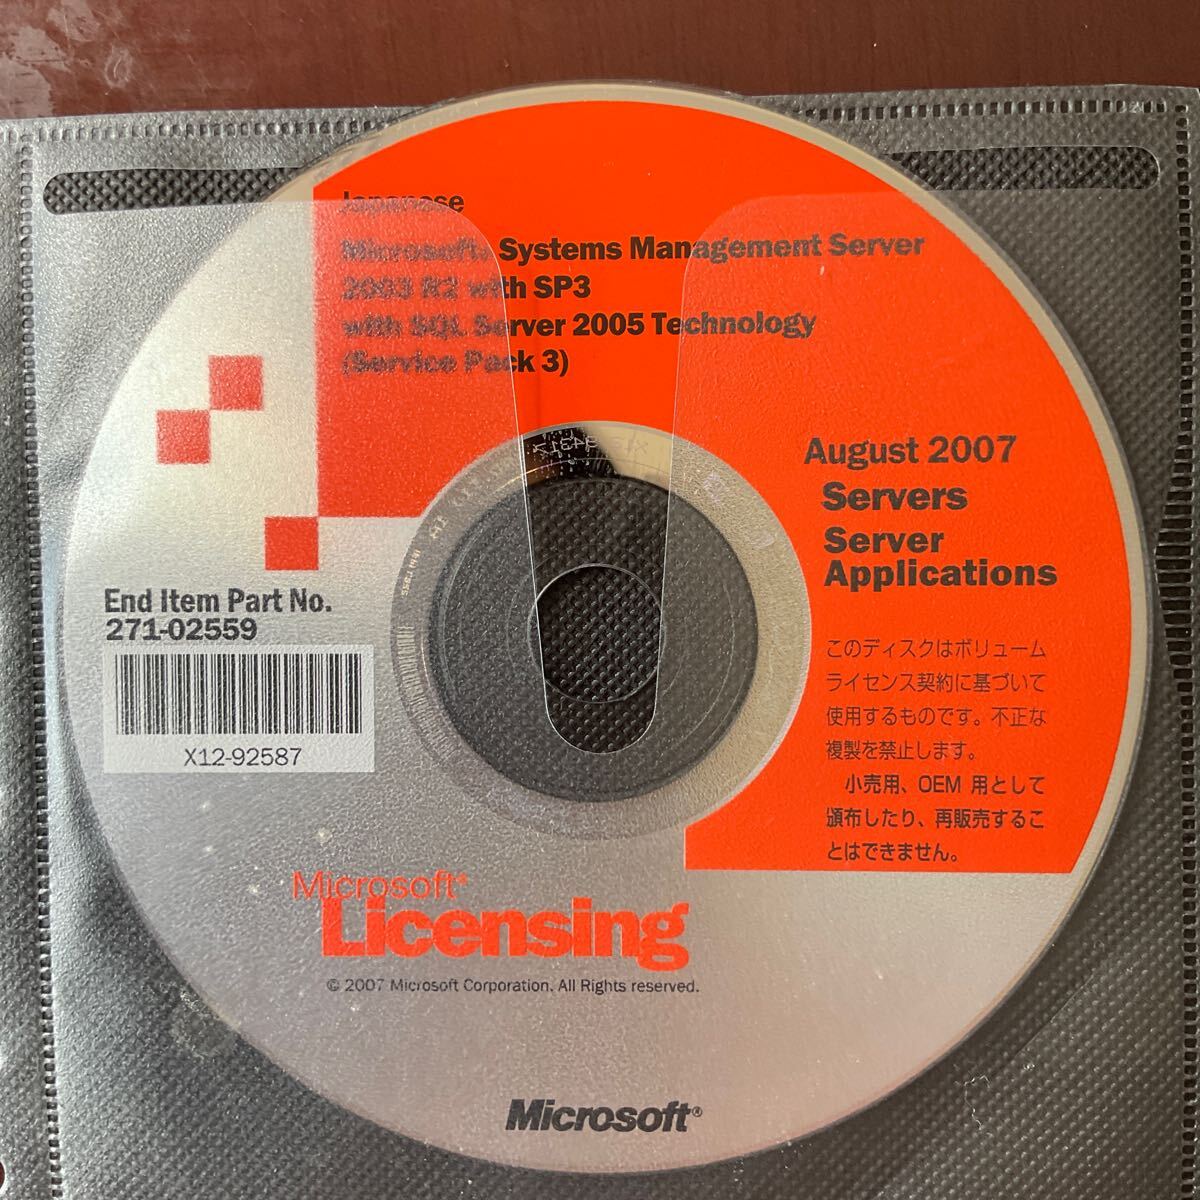 Japanese
Microsoft® Systems Management Server
2003 R2 with SP3
with SQL Server 2005 Technology
(Service Pack 3)
August 2007
Servers
Server
Applications
End Item Part No.
271-02559
X12-92587
このディスクはボリューム
ライセンス契約に基づいて
使用するものです。不正な
複製を禁止します。
小売用、OEM 用として
頒布したり、再販売するこ
とはできません。
Microsoft®
Licensing
© 2007 Microsoft Corporation. All Rights reserved.
Microsoft®